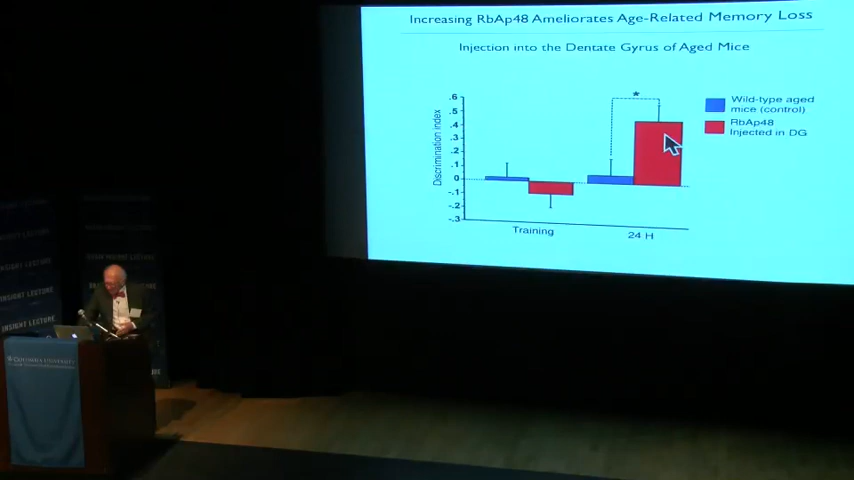 Increasing RbAp48 Ameliorates Age-Related Memory Loss
Injection into the Dentate Gyrus of Aged Mice
Discrimination index
.6
.5
.4
.3
.2
.1
0
-.1
-.2
-.3
*
Training
24 H
Wild-type aged
mice (control)
RbAp48
Injected in DG
INSIGHT LECTURE
INSIGHT LECTURE
COLUMBIA UNIVERSITY